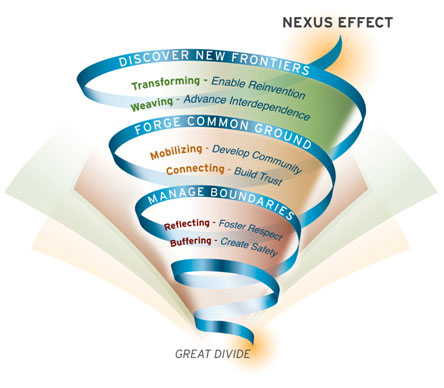 NEXUS EFFECT
DISCOVER NEW FRONTIERS
Transforming - Enable Reinvention
Weaving - Advance Interdependence
FORGE COMMON GROUND
Mobilizing - Develop Community
Connecting - Build Trust
MANAGE BOUNDARIES
Reflecting - Foster Respect
Buffering - Create Safety
GREAT DIVIDE